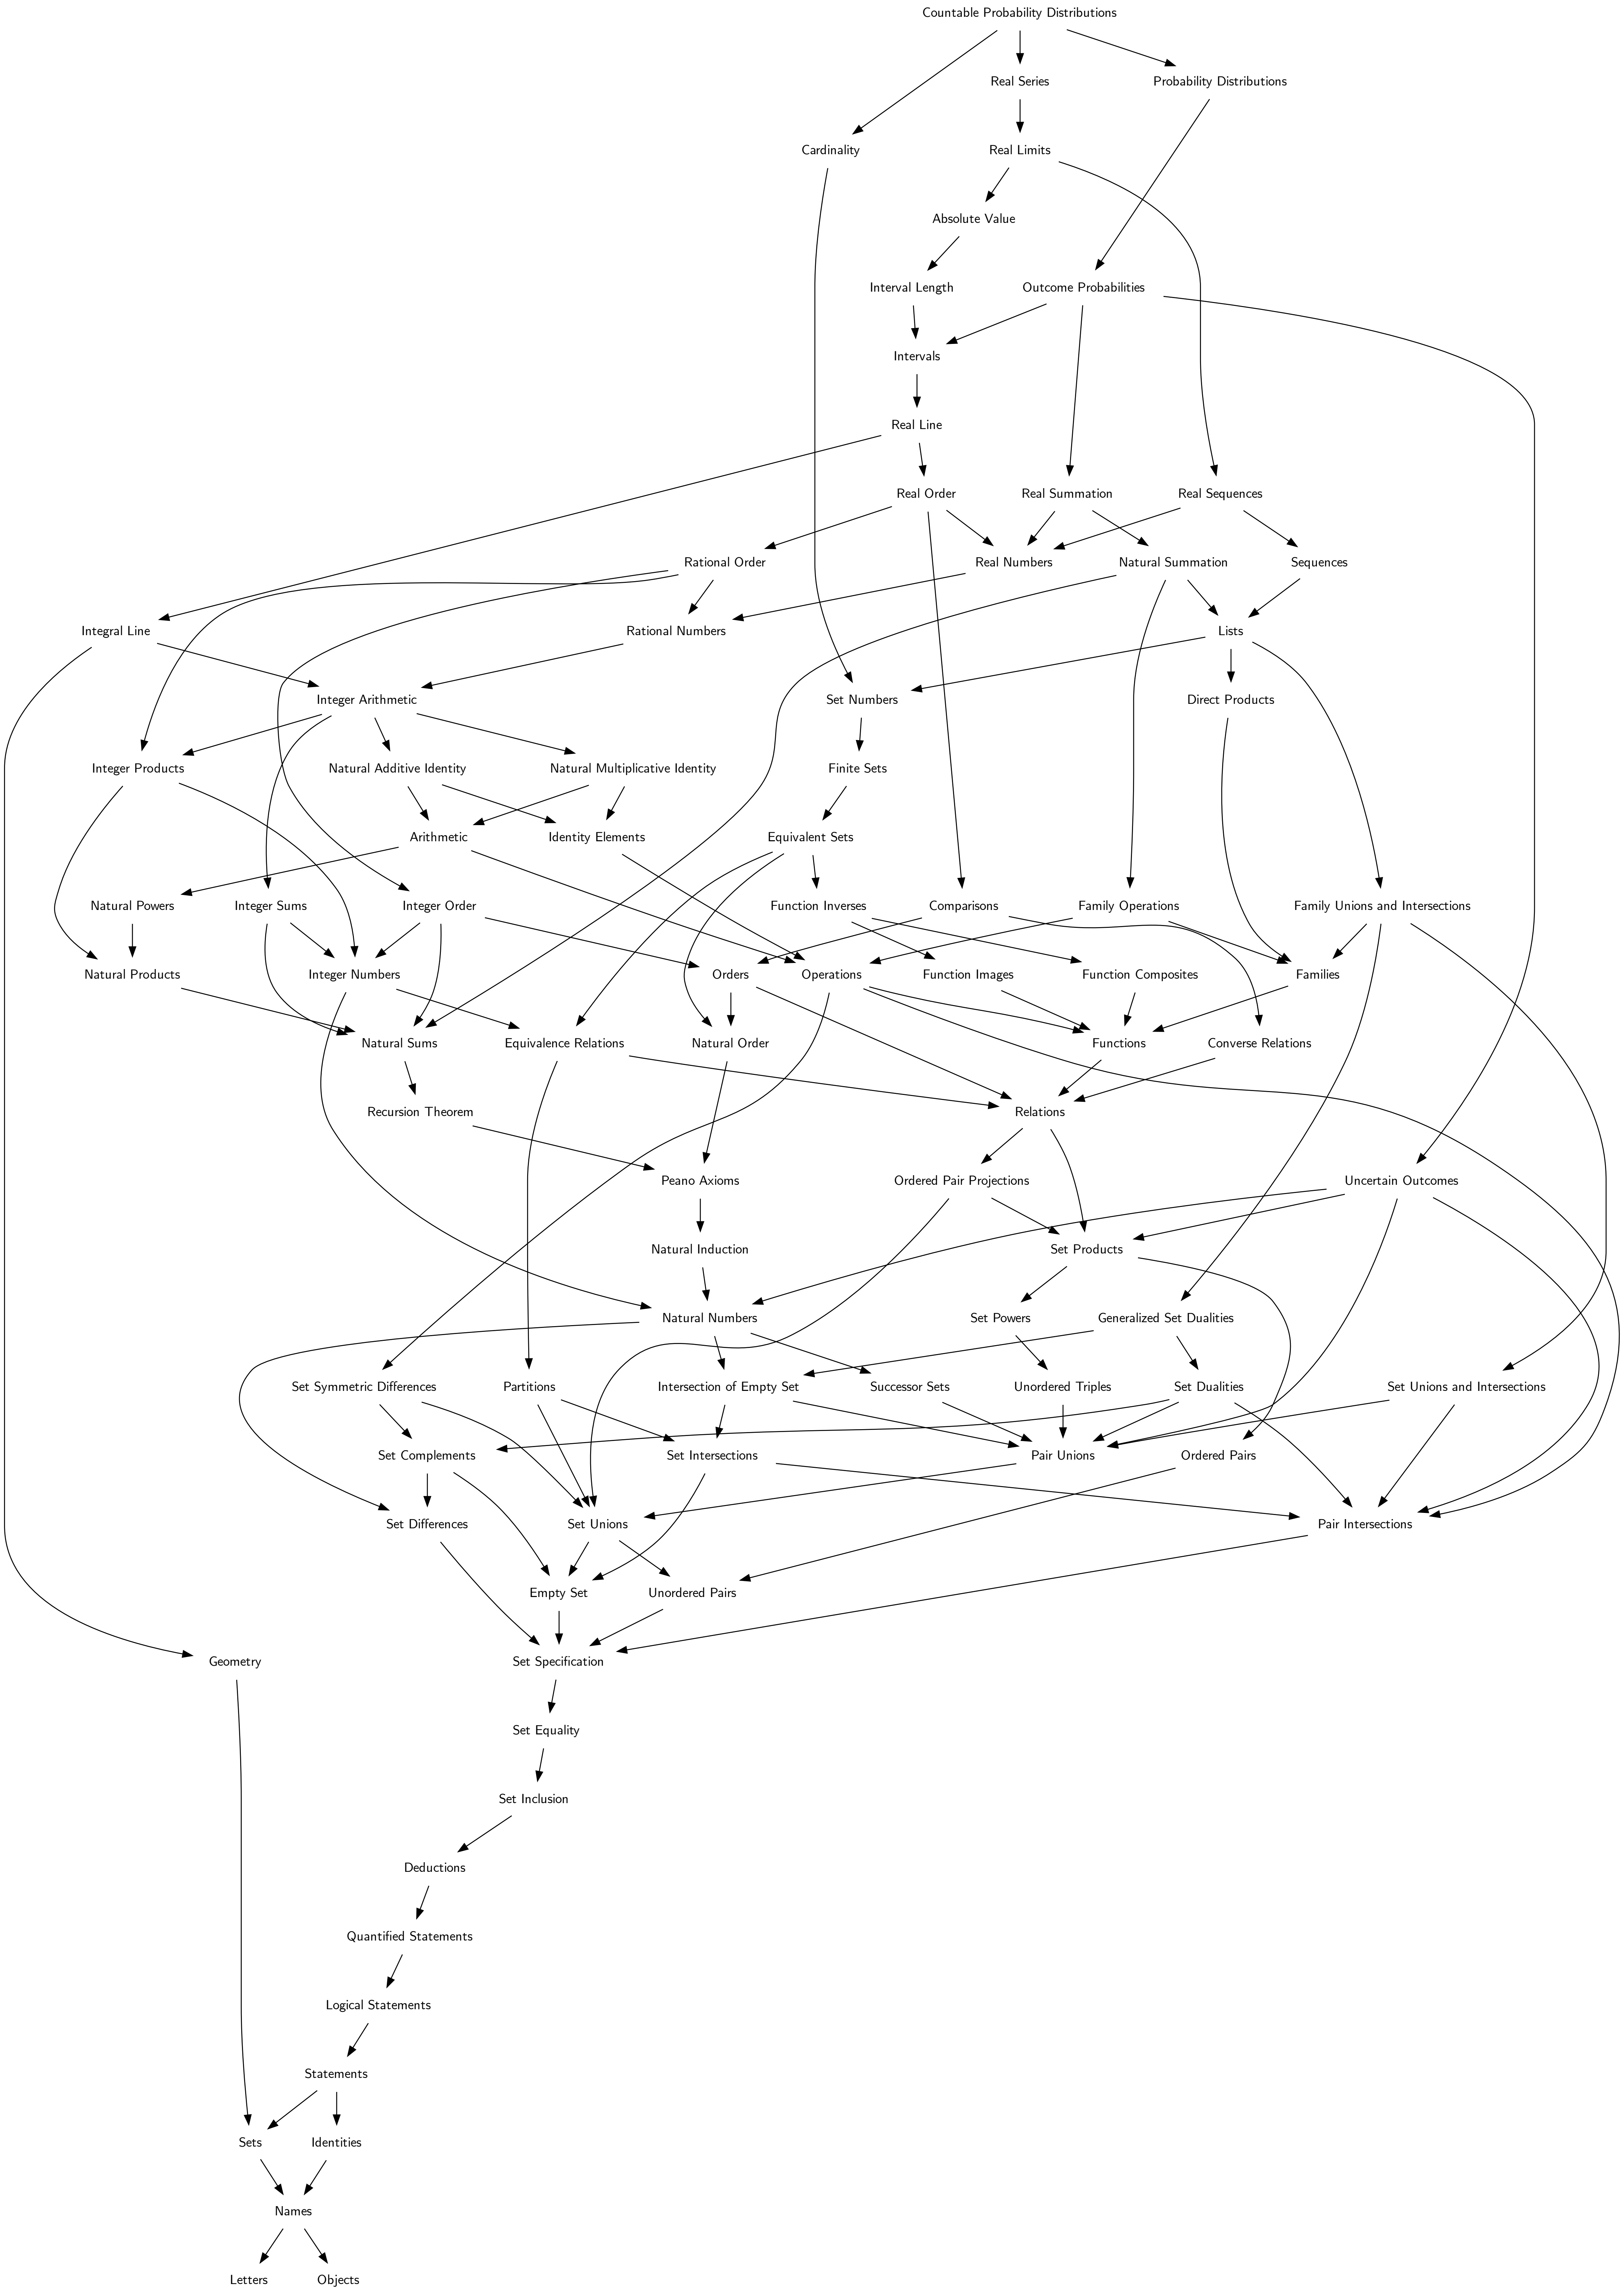 Countable Probability Distributions
Real Series
Probability Distributions
Cardinality
Real Limits
Absolute Value
Interval Length
Outcome Probabilities
Intervals
Real Line
Real Order
Real Summation
Real Sequences
Rational Order
Real Numbers
Natural Summation
Sequences
Integral Line
Rational Numbers
Lists
Integer Arithmetic
Set Numbers
Direct Products
Integer Products
Natural Additive Identity
Natural Multiplicative Identity
Finite Sets
Arithmetic
Identity Elements
Equivalent Sets
Natural Powers
Integer Sums
Integer Order
Function Inverses
Comparisons
Family Operations
Family Unions and Intersections
Natural Products
Integer Numbers
Orders
Operations
Function Images
Function Composites
Families
Natural Sums
Equivalence Relations
Natural Order
Functions
Converse Relations
Recursion Theorem
Relations
Peano Axioms
Ordered Pair Projections
Uncertain Outcomes
Natural Induction
Set Products
Natural Numbers
Set Powers
Generalized Set Dualities
Set Symmetric Differences
Partitions
Intersection of Empty Set
Successor Sets
Unordered Triples
Set Dualities
Set Unions and Intersections
Set Complements
Set Intersections
Pair Unions
Ordered Pairs
Set Differences
Set Unions
Pair Intersections
Empty Set
Unordered Pairs
Geometry
Set Specification
Set Equality
Set Inclusion
Deductions
Quantified Statements
Logical Statements
Statements
Sets
Identities
Names
Letters
Objects